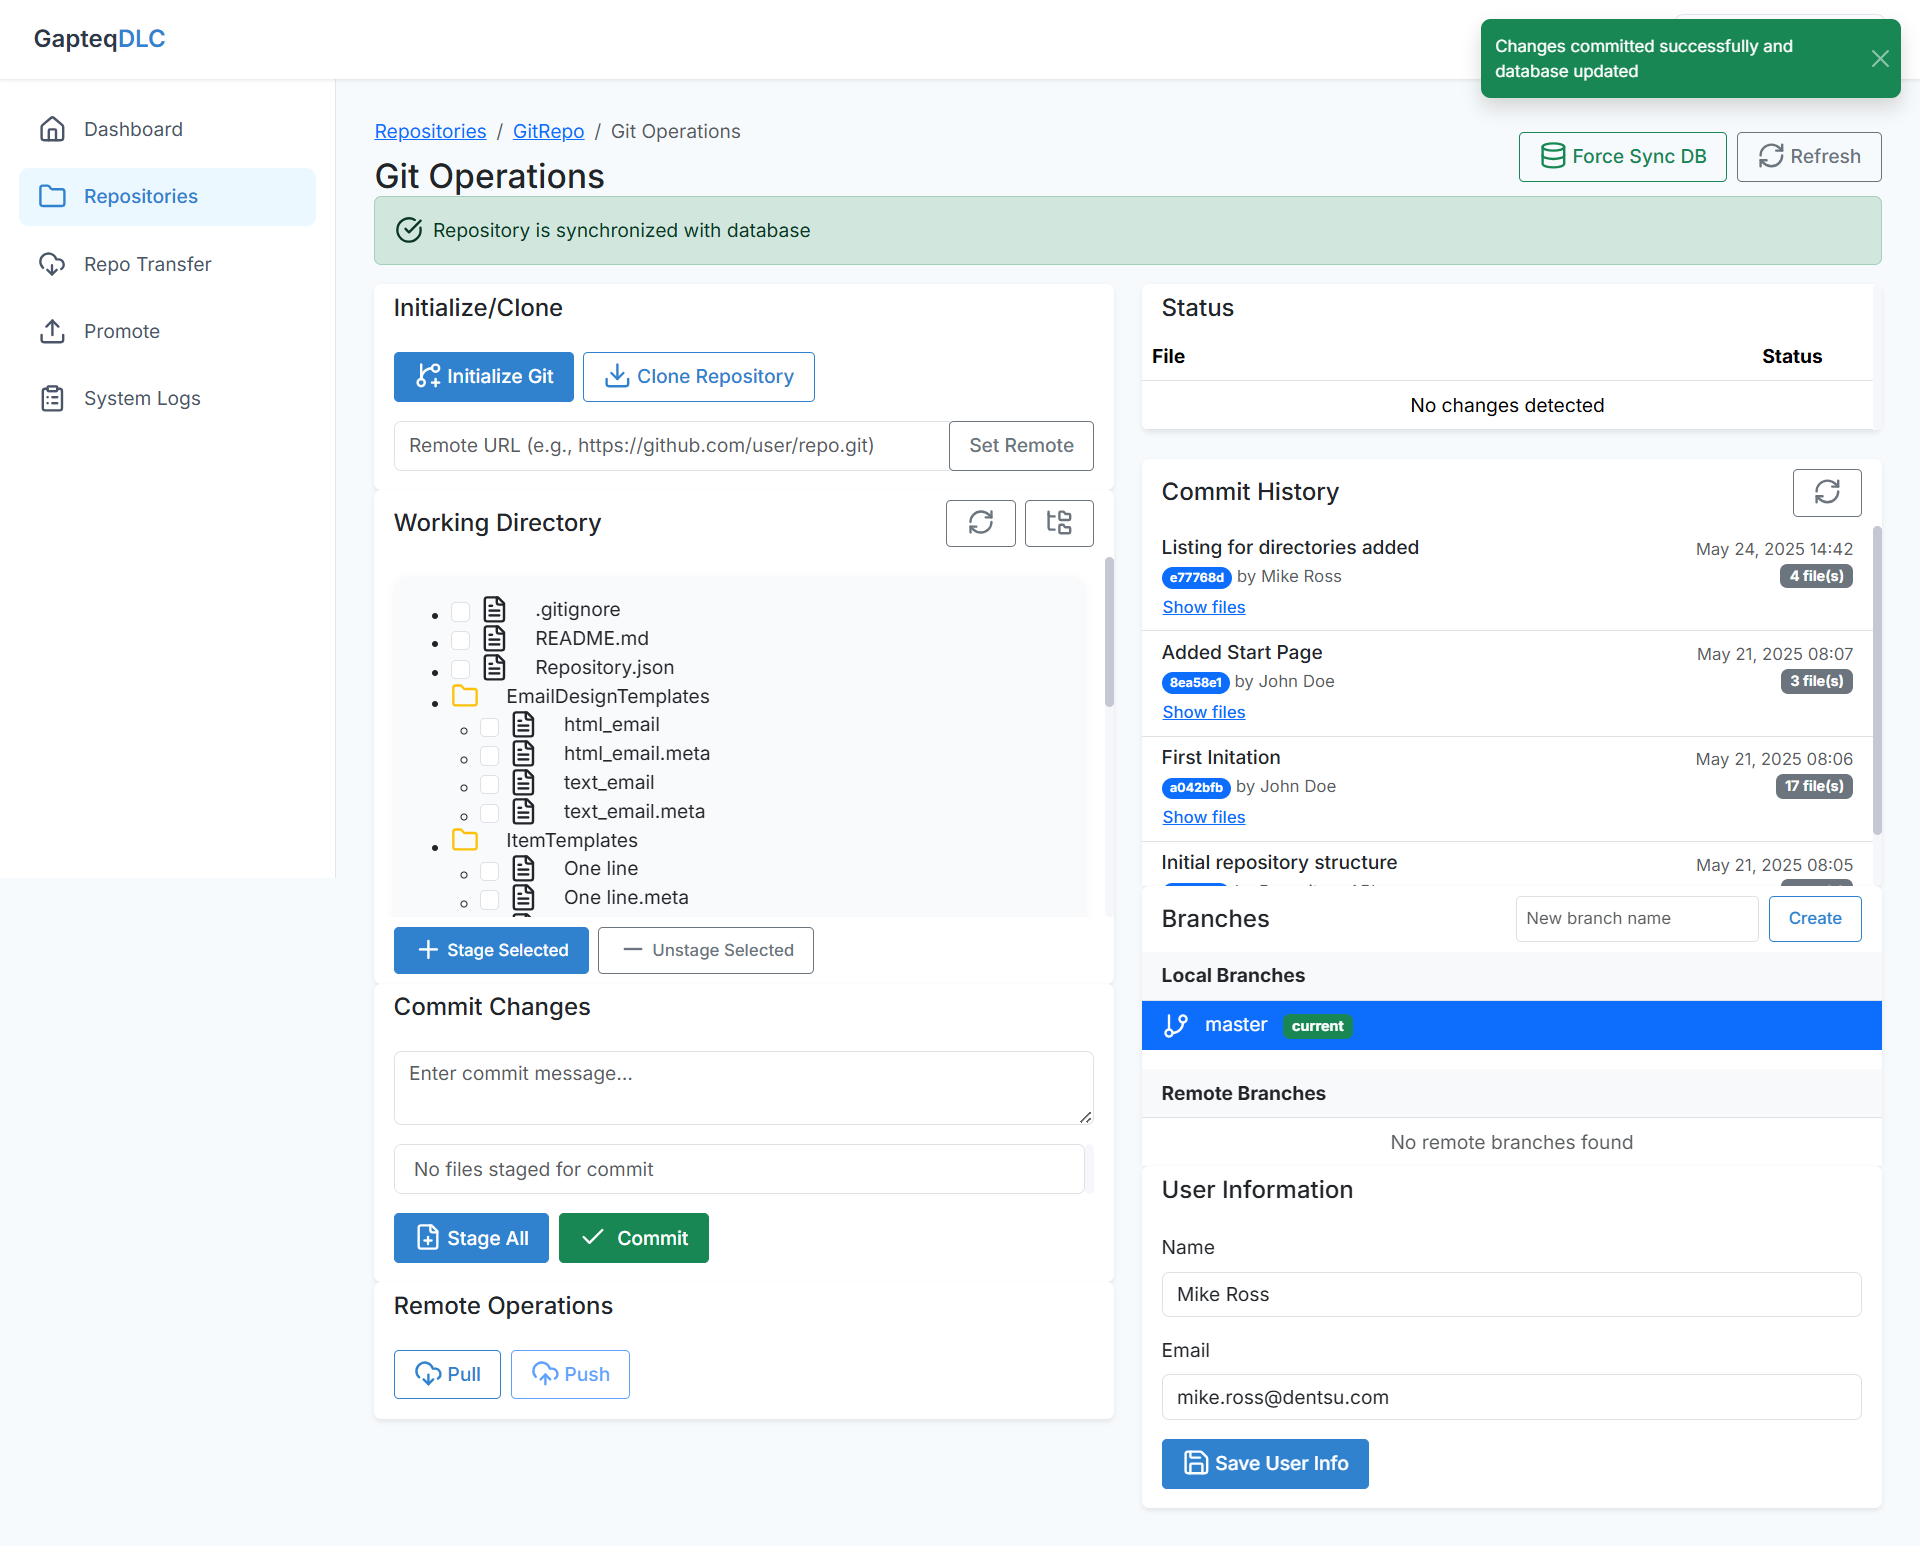 GapteqDLC
Changes committed successfully and
database updated
Dashboard
Repositories
Repo Transfer
Promote
System Logs
Repositories / GitRepo / Git Operations
Git Operations
Force Sync DB
Refresh
Repository is synchronized with database
Initialize/Clone
Initialize Git
Clone Repository
Remote URL (e.g., https://github.com/user/repo.git)
Set Remote
Working Directory
.gitignore
README.md
Repository.json
EmailDesignTemplates
html_email
html_email.meta
text_email
text_email.meta
ItemTemplates
One line
One line.meta
Stage Selected
Unstage Selected
Commit Changes
Enter commit message...
No files staged for commit
Stage All
Commit
Remote Operations
Pull
Push
Status
File Status
No changes detected
Commit History
Listing for directories added May 24, 2025 14:42
e77768d by Mike Ross 4 file(s)
Show files
Added Start Page May 21, 2025 08:07
8ea58e1 by John Doe 3 file(s)
Show files
First Initation May 21, 2025 08:06
a042bfb by John Doe 17 file(s)
Show files
Initial repository structure May 21, 2025 08:05
Branches
New branch name
Create
Local Branches
master current
Remote Branches
No remote branches found
User Information
Name
Mike Ross
Email
mike.ross@dentsu.com
Save User Info